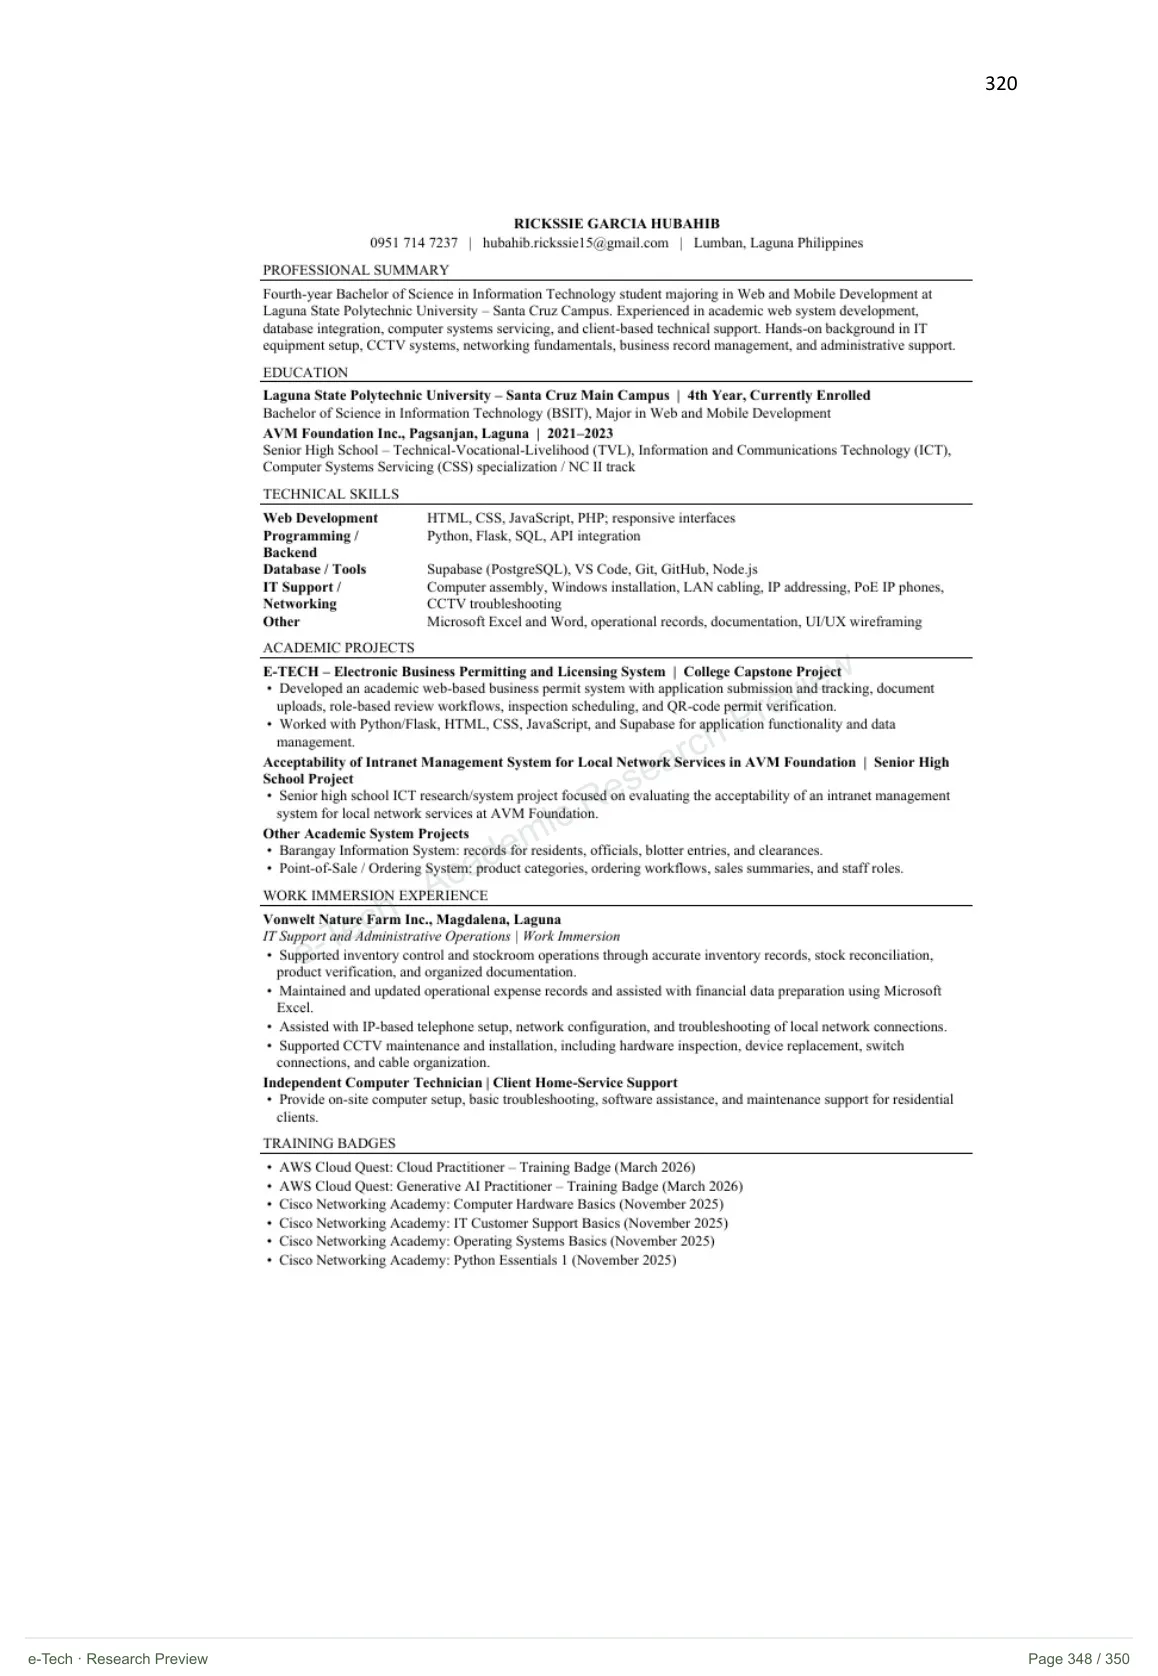 320
RICKSSIE GARCIA HUBAHIB
0951 714 7237 | hubahib.rickssie15@gmail.com | Lumban, Laguna Philippines
PROFESSIONAL SUMMARY
Fourth-year Bachelor of Science in Information Technology student majoring in Web and Mobile Development at
Laguna State Polytechnic University – Santa Cruz Campus. Experienced in academic web system development,
database integration, computer systems servicing, and client-based technical support. Hands-on background in IT
equipment setup, CCTV systems, networking fundamentals, business record management, and administrative support.
EDUCATION
Laguna State Polytechnic University – Santa Cruz Main Campus | 4th Year, Currently Enrolled
Bachelor of Science in Information Technology (BSIT), Major in Web and Mobile Development
AVM Foundation Inc., Pagsanjan, Laguna | 2021–2023
Senior High School – Technical-Vocational-Livelihood (TVL), Information and Communications Technology (ICT),
Computer Systems Servicing (CSS) specialization / NC II track
TECHNICAL SKILLS
Web Development HTML, CSS, JavaScript, PHP; responsive interfaces
Programming / Python, Flask, SQL, API integration
Backend
Database / Tools Supabase (PostgreSQL), VS Code, Git, GitHub, Node.js
IT Support / Computer assembly, Windows installation, LAN cabling, IP addressing, PoE IP phones,
Networking CCTV troubleshooting
Other Microsoft Excel and Word, operational records, documentation, UI/UX wireframing
ACADEMIC PROJECTS
E-TECH – Electronic Business Permitting and Licensing System | College Capstone Project
• Developed an academic web-based business permit system with application submission and tracking, document
uploads, role-based review workflows, inspection scheduling, and QR-code permit verification.
• Worked with Python/Flask, HTML, CSS, JavaScript, and Supabase for application functionality and data
management.
Acceptability of Intranet Management System for Local Network Services in AVM Foundation | Senior High
School Project
• Senior high school ICT research/system project focused on evaluating the acceptability of an intranet management
system for local network services at AVM Foundation.
Other Academic System Projects
• Barangay Information System: records for residents, officials, blotter entries, and clearances.
• Point-of-Sale / Ordering System: product categories, ordering workflows, sales summaries, and staff roles.
WORK IMMERSION EXPERIENCE
Vonwelt Nature Farm Inc., Magdalena, Laguna
IT Support and Administrative Operations | Work Immersion
• Supported inventory control and stockroom operations through accurate inventory records, stock reconciliation,
product verification, and organized documentation.
• Maintained and updated operational expense records and assisted with financial data preparation using Microsoft
Excel.
• Assisted with IP-based telephone setup, network configuration, and troubleshooting of local network connections.
• Supported CCTV maintenance and installation, including hardware inspection, device replacement, switch
connections, and cable organization.
Independent Computer Technician | Client Home-Service Support
• Provide on-site computer setup, basic troubleshooting, software assistance, and maintenance support for residential
clients.
TRAINING BADGES
• AWS Cloud Quest: Cloud Practitioner – Training Badge (March 2026)
• AWS Cloud Quest: Generative AI Practitioner – Training Badge (March 2026)
• Cisco Networking Academy: Computer Hardware Basics (November 2025)
• Cisco Networking Academy: IT Customer Support Basics (November 2025)
• Cisco Networking Academy: Operating Systems Basics (November 2025)
• Cisco Networking Academy: Python Essentials 1 (November 2025)
e-Tech · Academic Research Preview
e-Tech · Research Preview Page 348 / 350